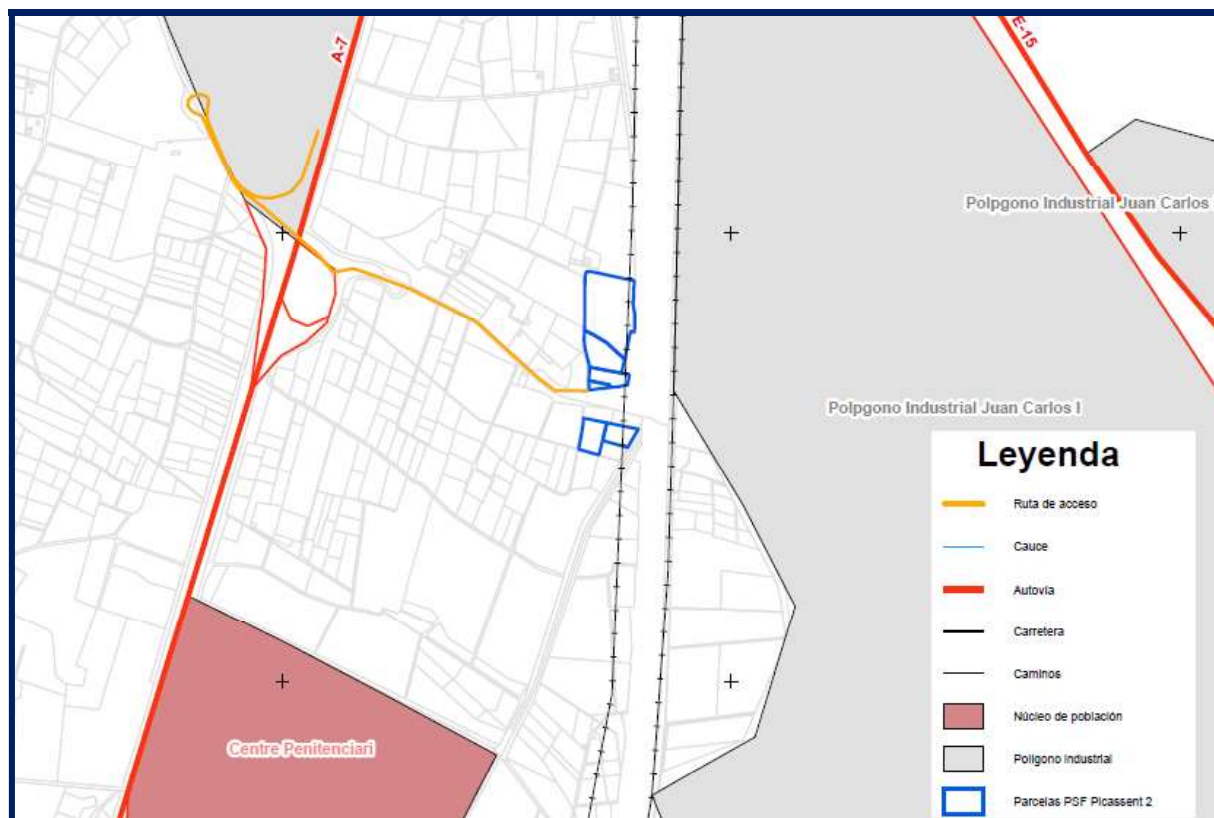 A-7
E-15
Polpgono Industrial Juan Carlos
Polpgono Industrial Juan Carlos I
Leyenda
Ruta de acceso
Cauce
Autovía
Carretera
Caminos
Núcleo de población
Polígono Industrial
Parcelas PSF Picassent 2
Centre Penitenciari